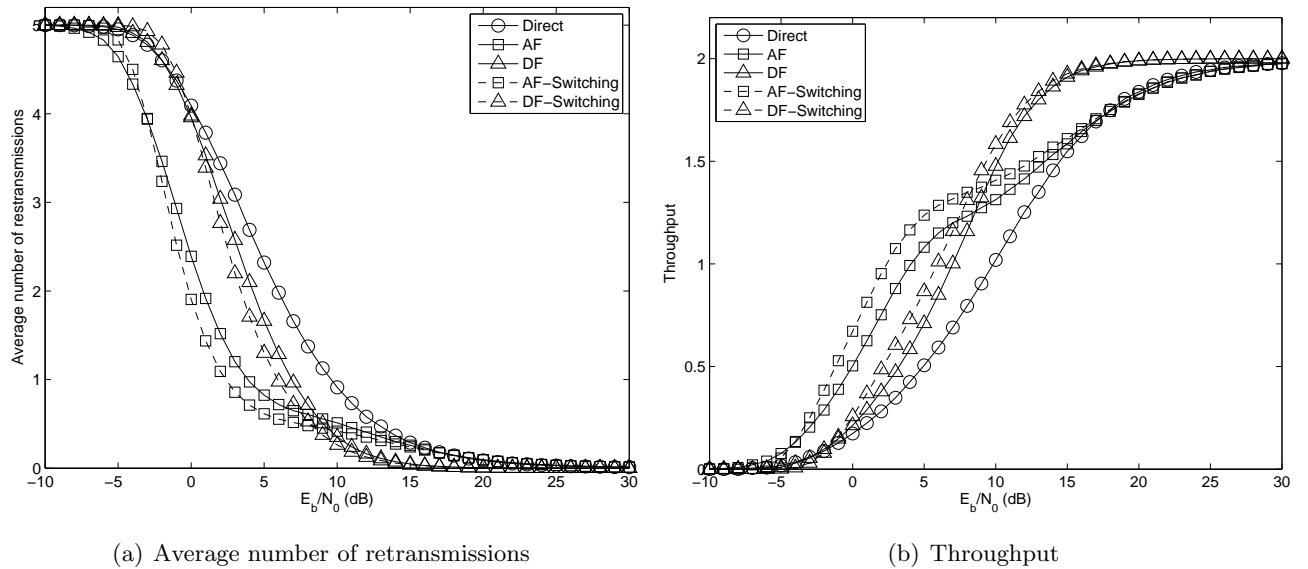 Average number of restransmissions
5
4
3
2
1
0
−10 −5 0 5 10 15 20 25 30
E_b/N_0 (dB)
Direct
AF
DF
AF−Switching
DF−Switching
(a) Average number of retransmissions
Throughput
2
1.5
1
0.5
0
−10 −5 0 5 10 15 20 25 30
E_b/N_0 (dB)
Direct
AF
DF
AF−Switching
DF−Switching
(b) Throughput